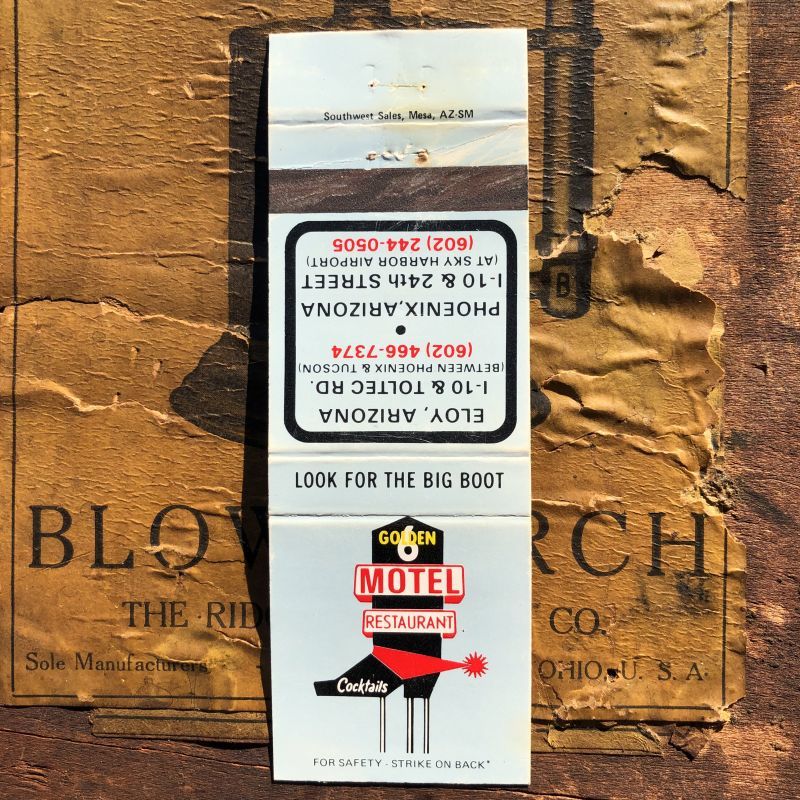 Southwest Sales, Mesa, AZ-SM
ELOY, ARIZONA
I-10 & TOLTEC RD.
(BETWEEN PHOENIX & TUCSON)
(602) 466-7374
•
PHOENIX, ARIZONA
I-10 & 24th STREET
(AT SKY HARBOR AIRPORT)
(602) 244-0505
LOOK FOR THE BIG BOOT
GOLDEN
6
MOTEL
RESTAURANT
Cocktails
FOR SAFETY - STRIKE ON BACK*
B
BLOW RCH
THE CO.
Sole Manufacturers OHIO, U. S. A.